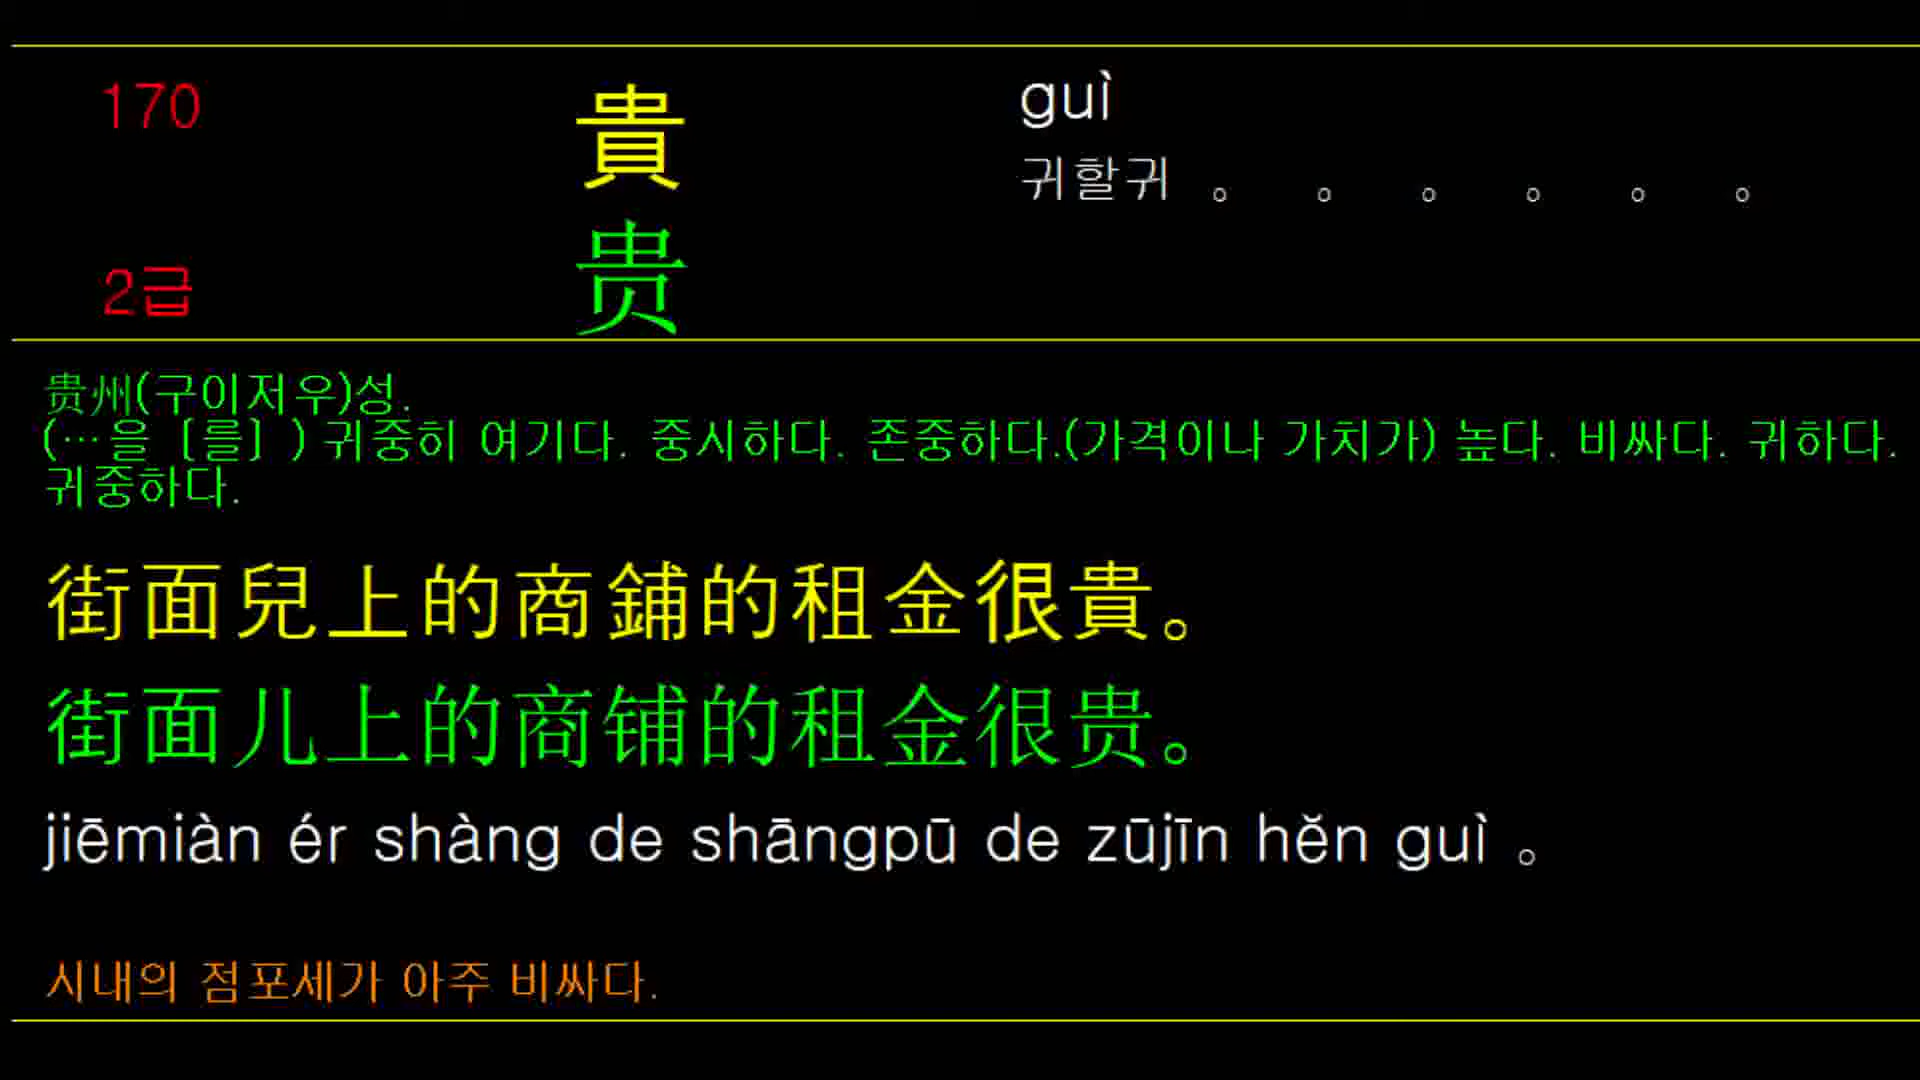 170
貴
guì
귀할귀 。 。 。 。 。 。
贵
2급
贵州(구이저우)성.
(…을〔를〕) 귀중히 여기다. 중시하다. 존중하다.(가격이나 가치가) 높다. 비싸다. 귀하다.
귀중하다.
街面兒上的商鋪的租金很貴。
街面儿上的商铺的租金很贵。
jiēmiàn ér shàng de shāngpū de zūjīn hěn guì 。
시내의 점포세가 아주 비싸다.